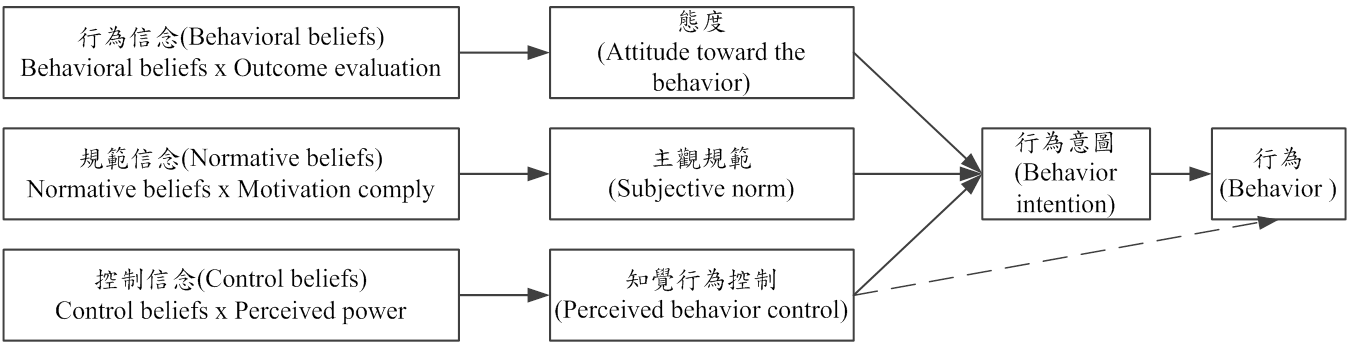 行為信念(Behavioral beliefs)
Behavioral beliefs x Outcome evaluation
態度
(Attitude toward the
behavior)
規範信念(Normative beliefs)
Normative beliefs x Motivation comply
主觀規範
(Subjective norm)
行為意圖
(Behavior
intention)
行為
(Behavior )
控制信念(Control beliefs)
Control beliefs x Perceived power
知覺行為控制
(Perceived behavior control)